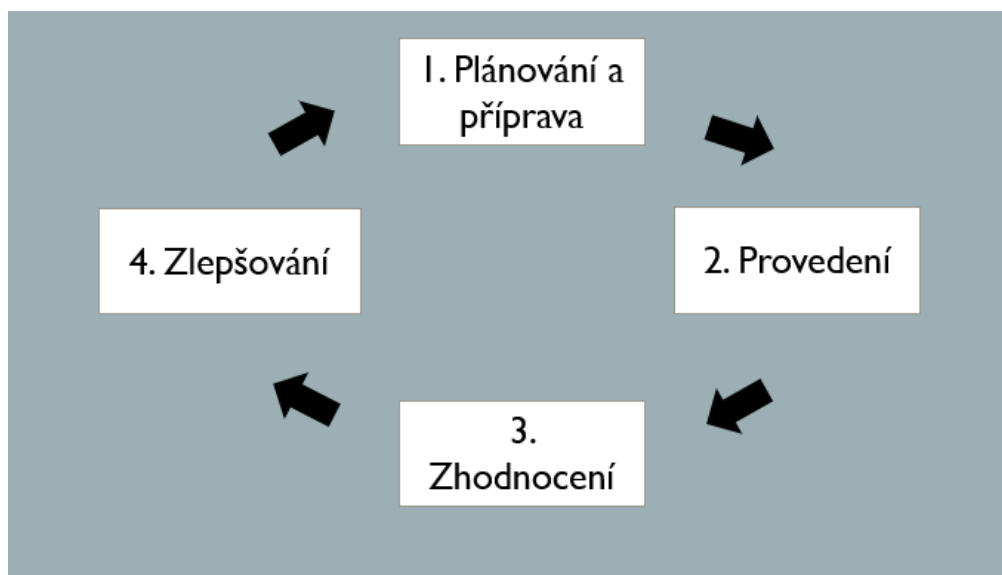 1. Plánování a
příprava
2. Provedení
3.
Zhodnocení
4. Zlepšování